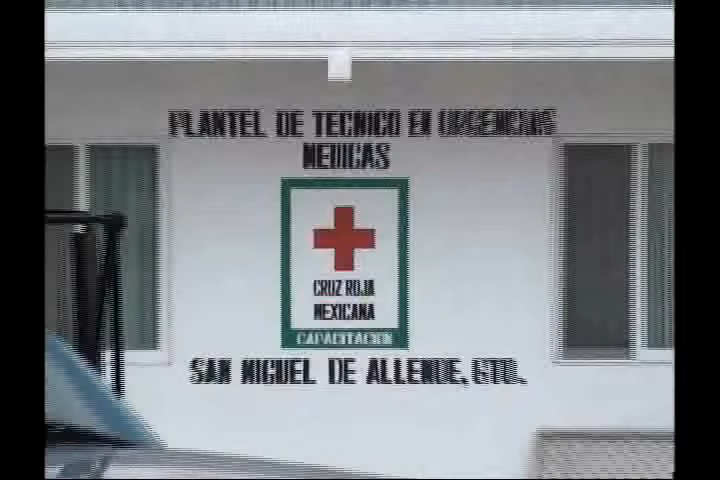 PLANTEL DE TECNICO EN URGENCIAS
MEDICAS
CRUZ ROJA
MEXICANA
CAPACITACION
SAN MIGUEL DE ALLENDE, GTO.